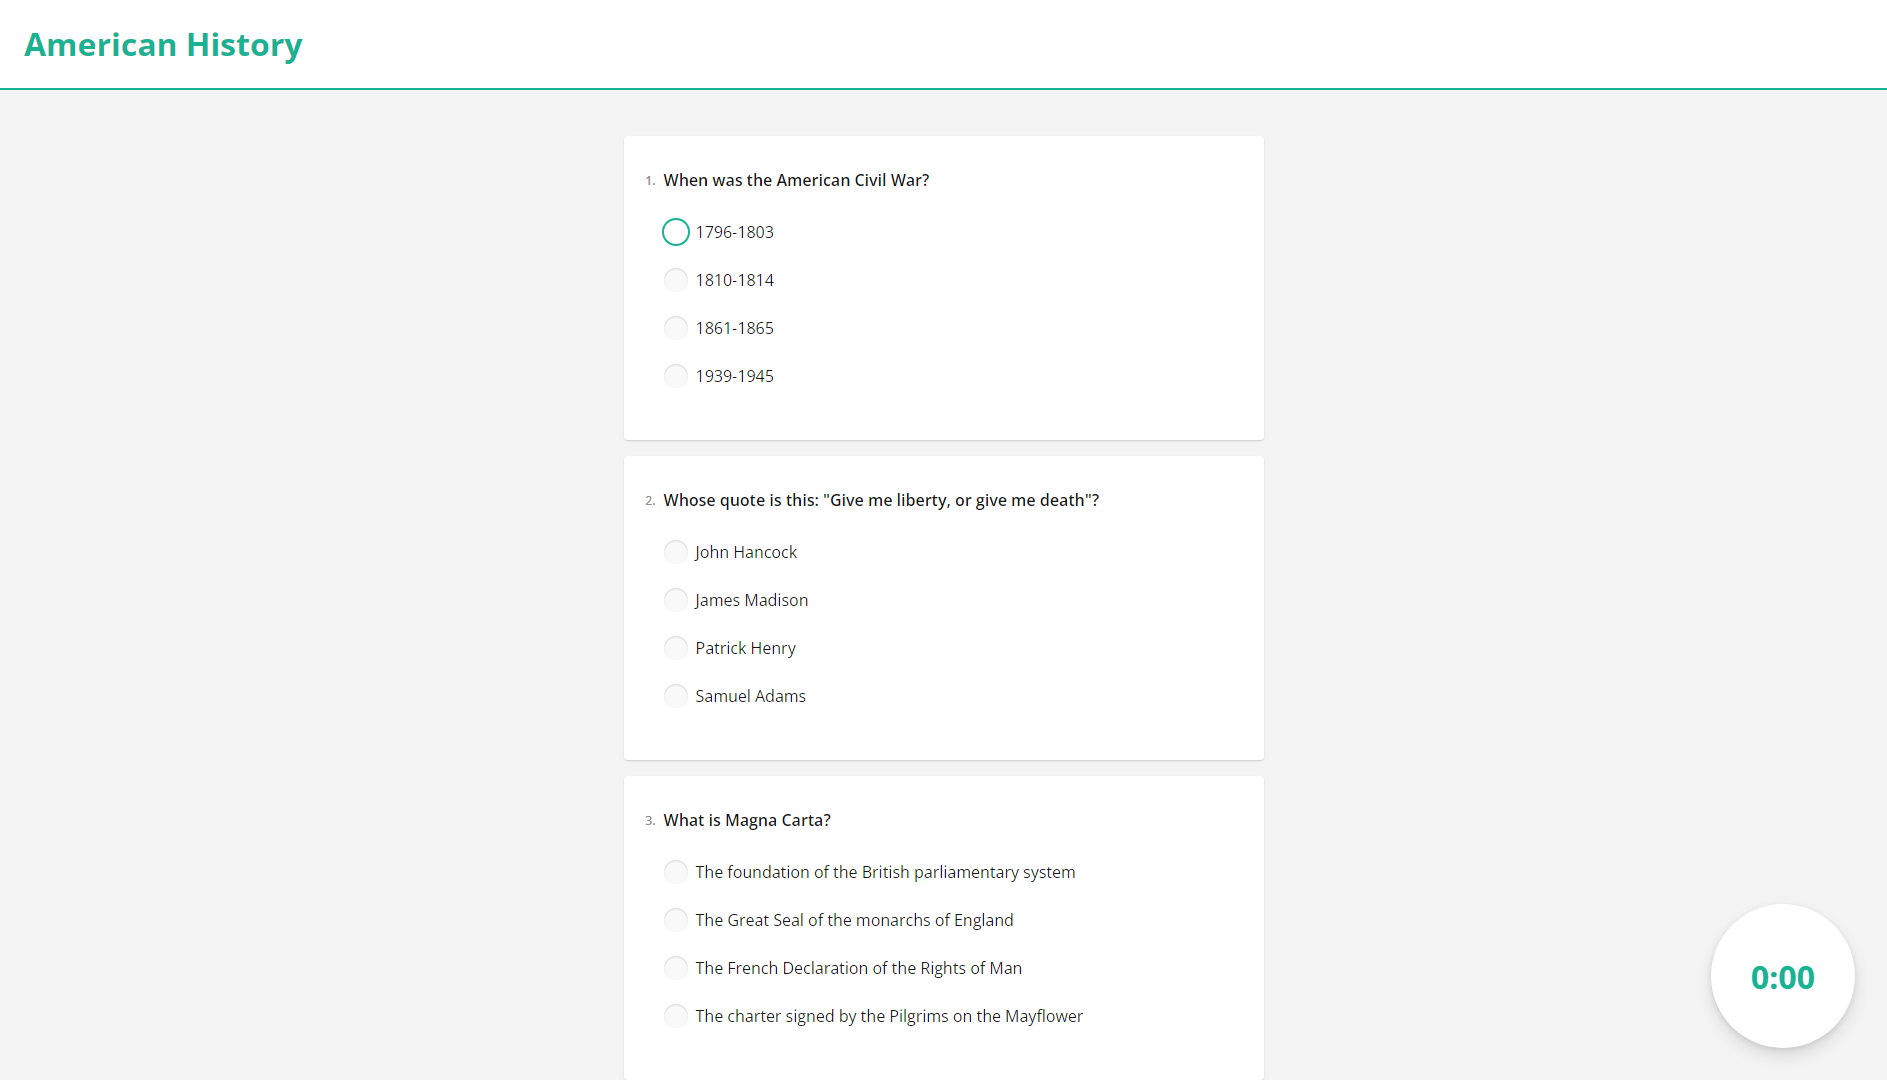 American History
1. When was the American Civil War?
1796-1803
1810-1814
1861-1865
1939-1945
2. Whose quote is this: "Give me liberty, or give me death"?
John Hancock
James Madison
Patrick Henry
Samuel Adams
3. What is Magna Carta?
The foundation of the British parliamentary system
The Great Seal of the monarchs of England
The French Declaration of the Rights of Man
The charter signed by the Pilgrims on the Mayflower
0:00